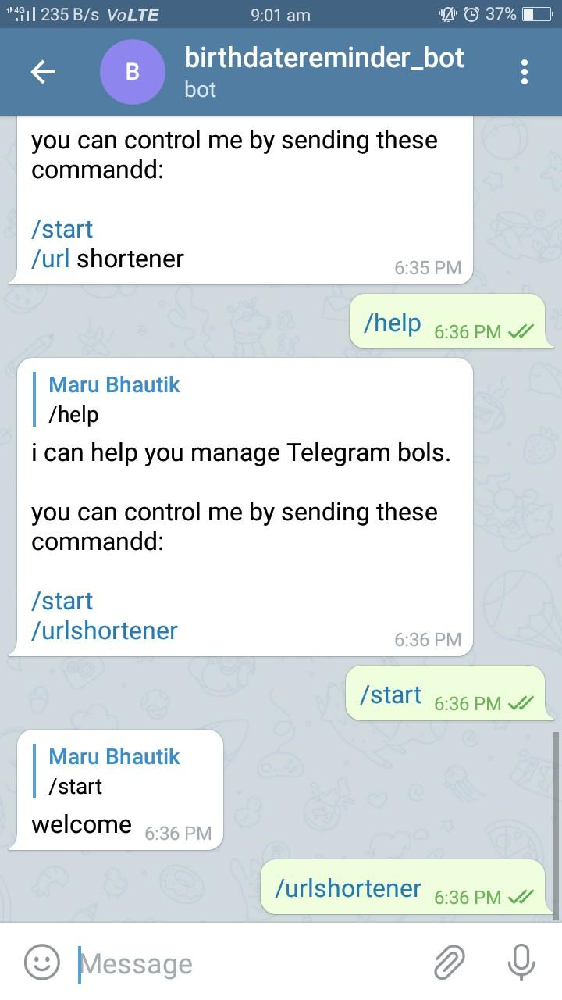 4G 235 B/s VoLTE 9:01 am 37%
B
birthdatereminder_bot
bot
you can control me by sending these
commandd:
/start
/url shortener
6:35 PM
/help 6:36 PM
Maru Bhautik
/help
i can help you manage Telegram bols.
you can control me by sending these
commandd:
/start
/urlshortener
6:36 PM
/start 6:36 PM
Maru Bhautik
/start
welcome 6:36 PM
/urlshortener 6:36 PM
Message